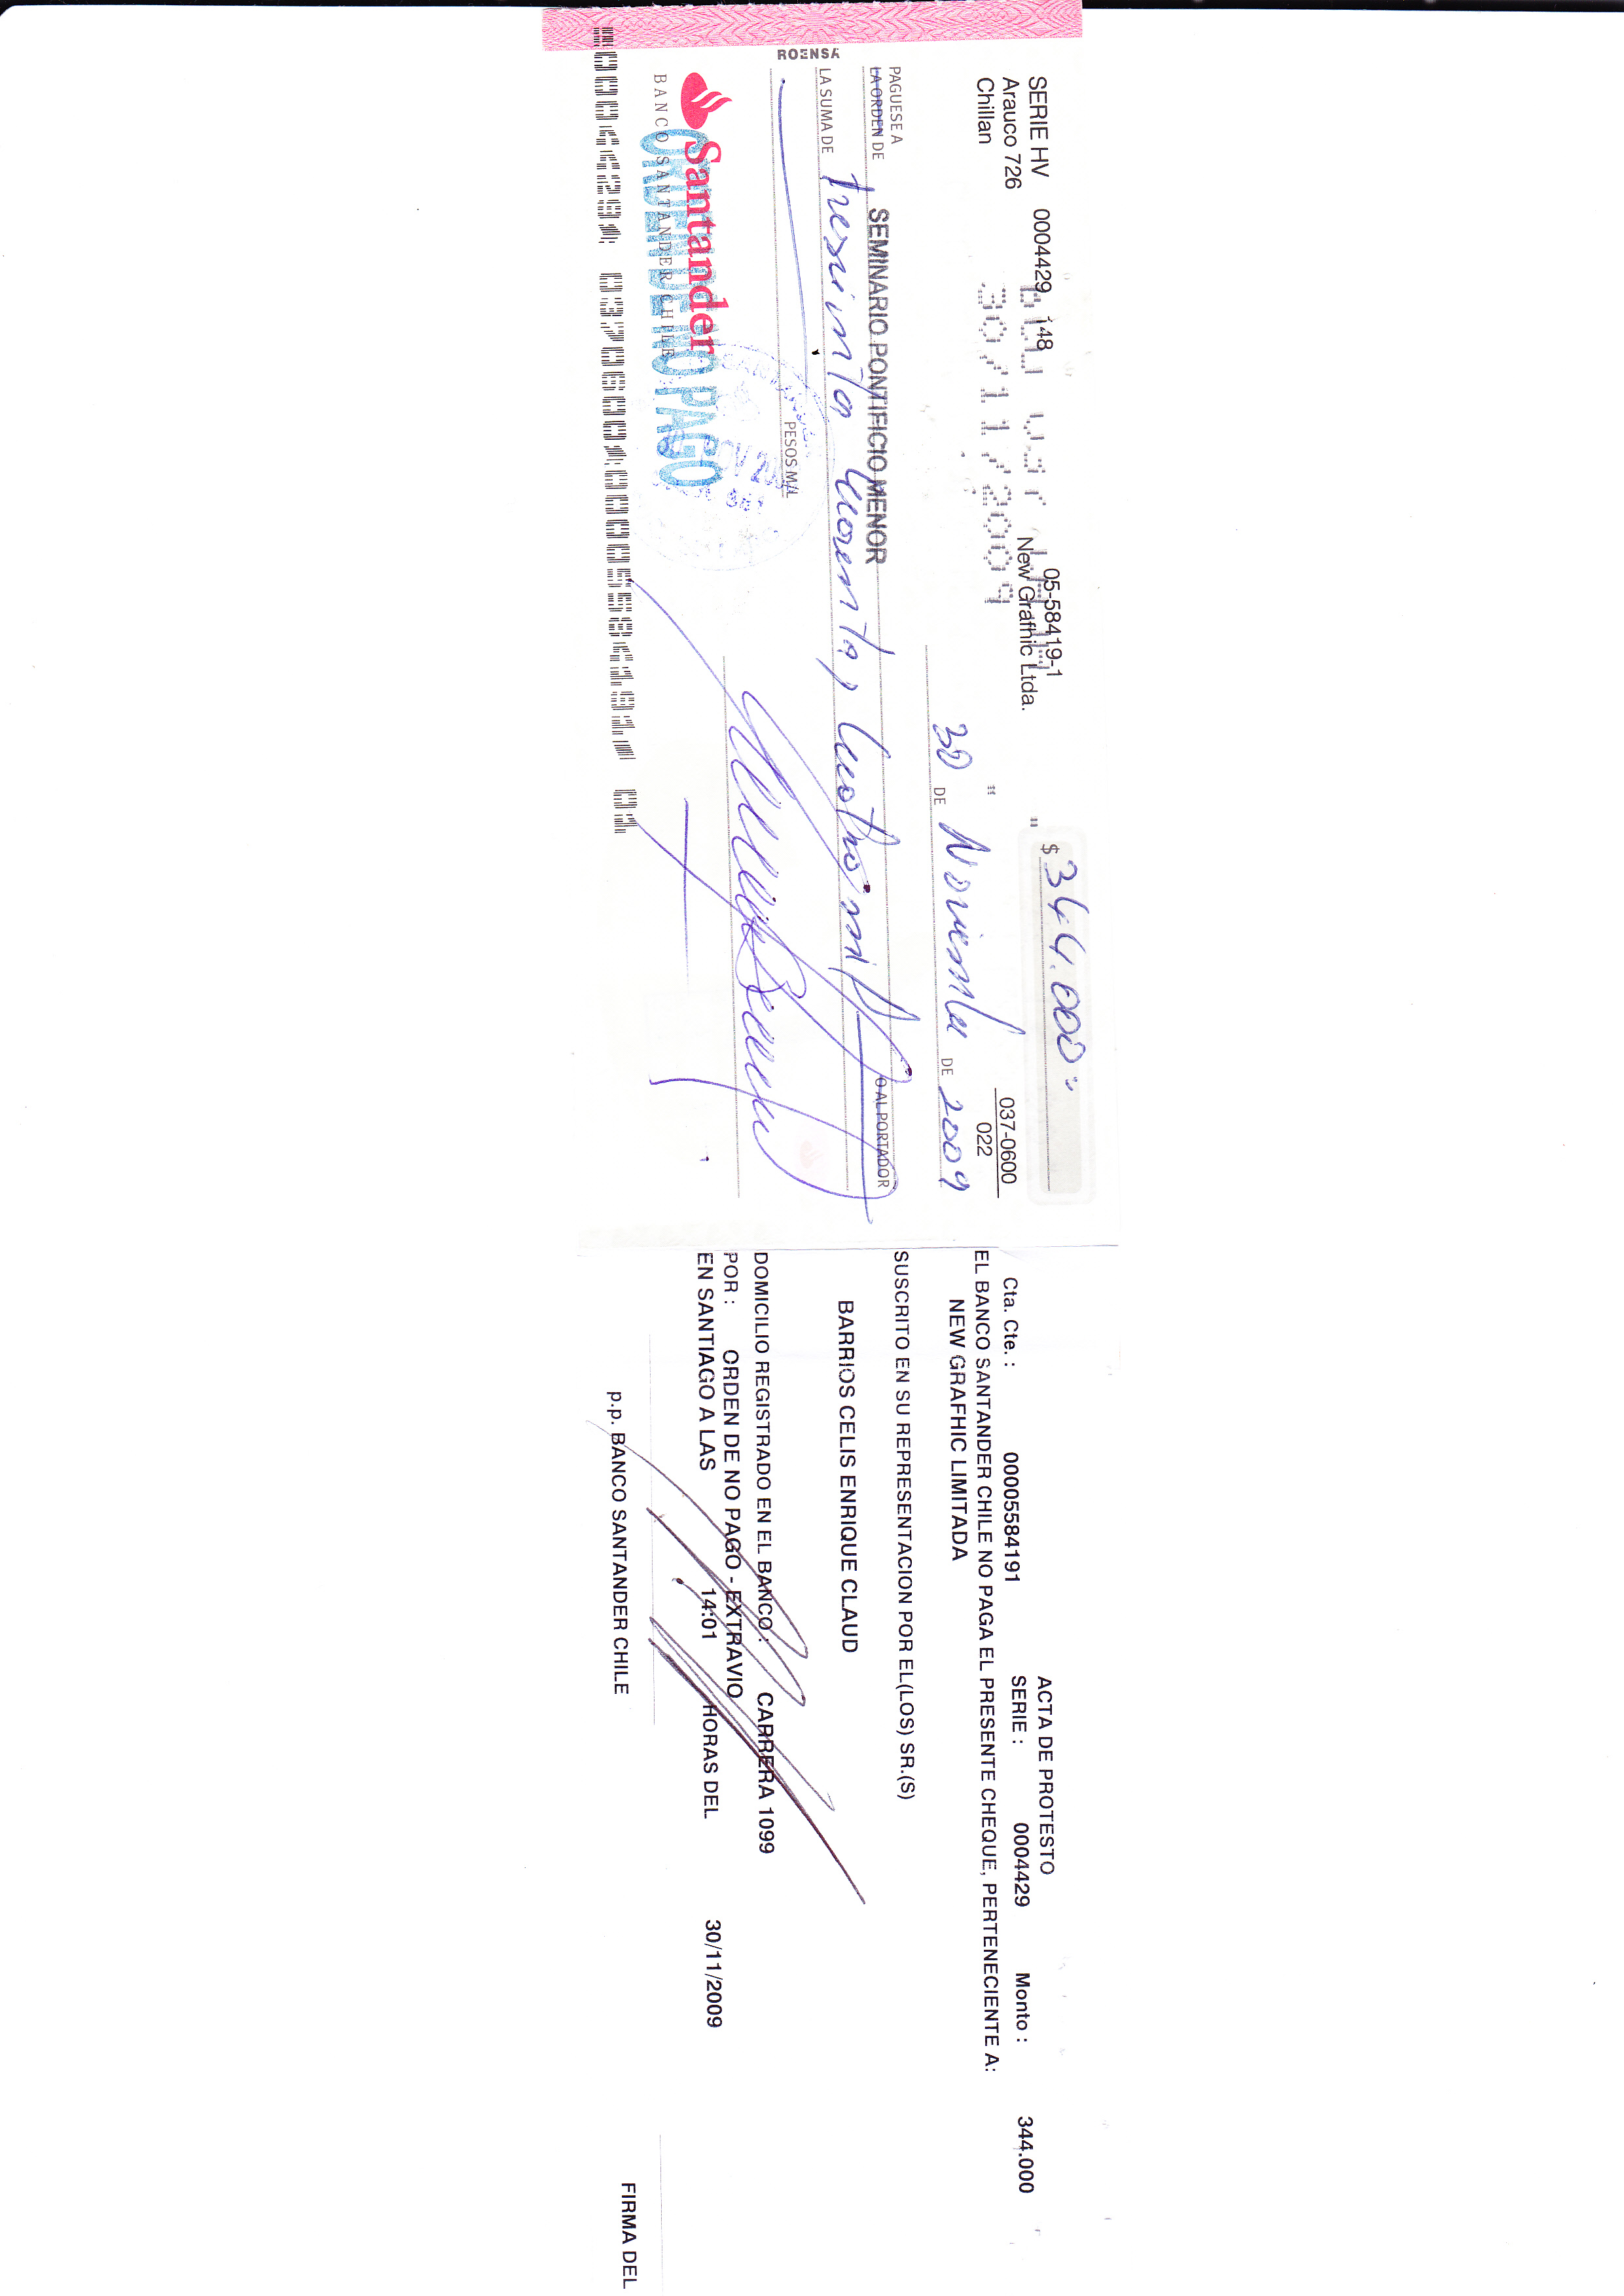 SERIE HV 0004429 148
05-58419-1
$ 344.000.-
Arauco 726
New Grafhic Ltda.
037-0600
Chillan
30/11/2009
022
30 DE Noviembre DE 2009
PAGUESE A
LA ORDEN DE SEMINARIO PONTIFICIO MENOR O AL PORTADOR
LA SUMA DE Trescientos cuarenta y cuatro mil
PESOS M/L
ROENSA
Santander
BANCO SANTANDER CHILE
ORDEN DE NO PAGO
ACTA DE PROTESTO
Cta. Cte. : 00005584191 SERIE : 0004429 Monto : 344.000
EL BANCO SANTANDER CHILE NO PAGA EL PRESENTE CHEQUE, PERTENECIENTE A:
NEW GRAFHIC LIMITADA
SUSCRITO EN SU REPRESENTACION POR EL(LOS) SR.(S)
BARRIOS CELIS ENRIQUE CLAUD
DOMICILIO REGISTRADO EN EL BANCO : CARRERA 1099
POR : ORDEN DE NO PAGO - EXTRAVIO
EN SANTIAGO A LAS 14:01 HORAS DEL 30/11/2009
p.p. BANCO SANTANDER CHILE
FIRMA DEL